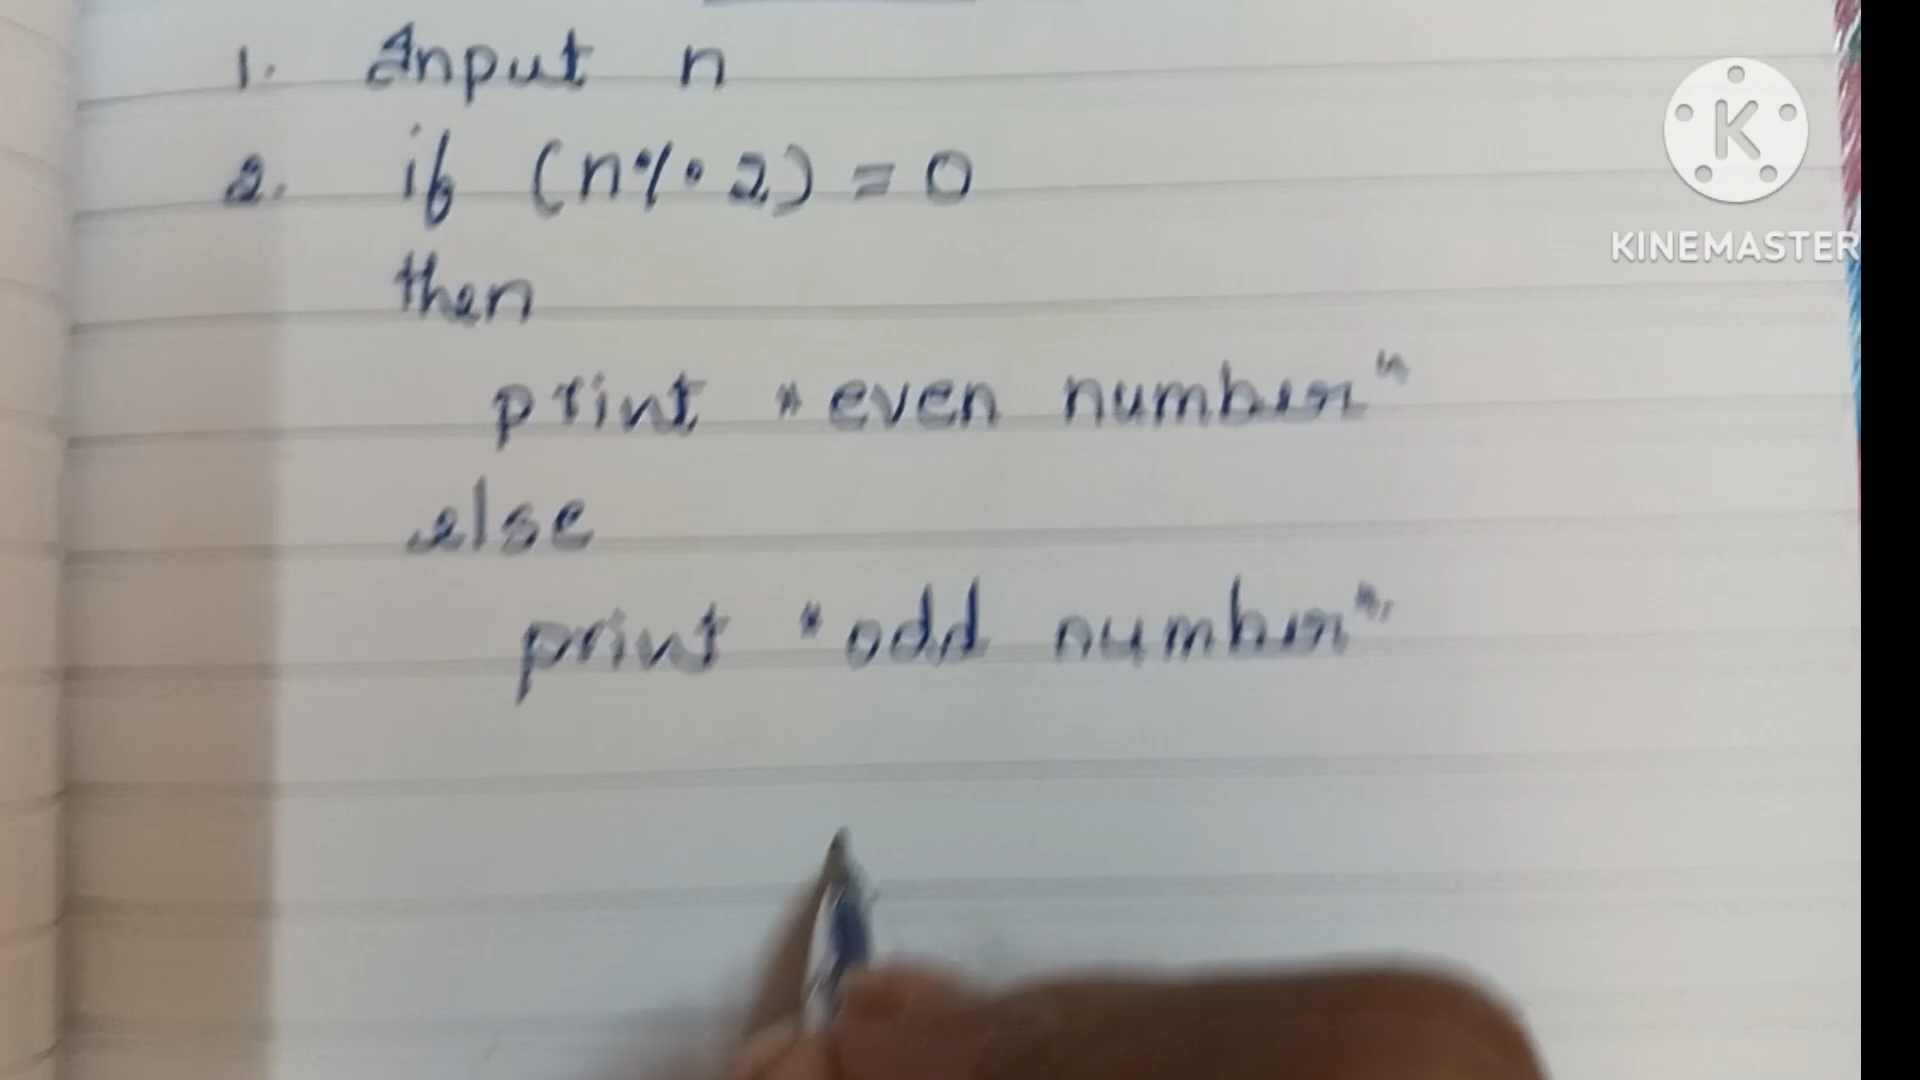 1. Input n
2. if (n % 2) = 0
then
print "even number"
else
print "odd number"
K
KINEMASTER